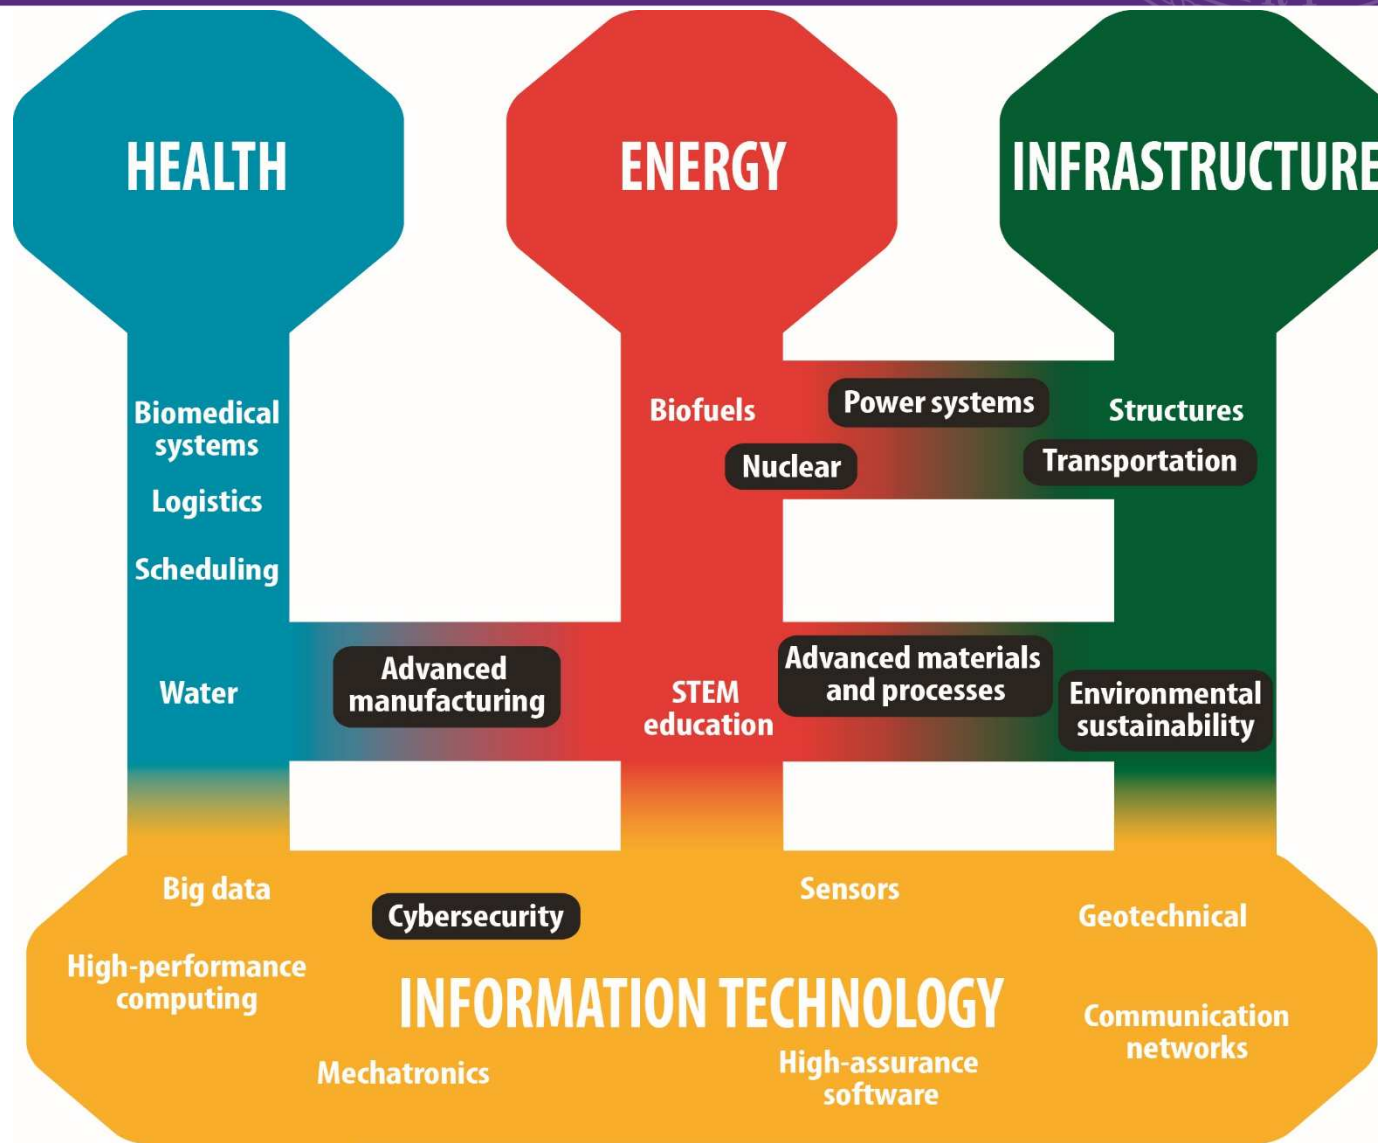 HEALTH
ENERGY
INFRASTRUCTURE
Biomedical
systems
Logistics
Scheduling
Water
Advanced
manufacturing
Biofuels
Nuclear
Power systems
Structures
Transportation
STEM
education
Advanced materials
and processes
Environmental
sustainability
Big data
Cybersecurity
Sensors
Geotechnical
High-performance
computing
INFORMATION TECHNOLOGY
Communication
networks
Mechatronics
High-assurance
software